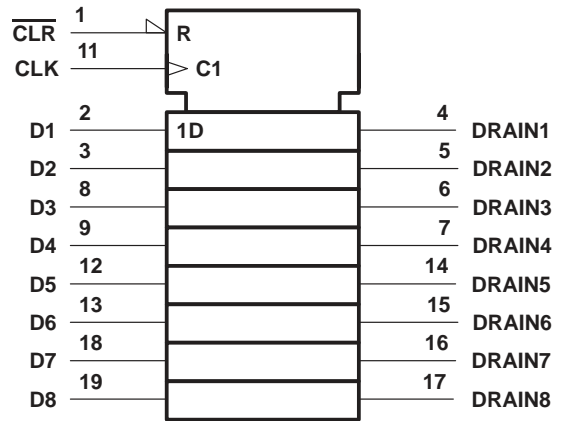 CLR 1 R
CLK 11 C1
D1 2 1D 4 DRAIN1
D2 3 5 DRAIN2
D3 8 6 DRAIN3
D4 9 7 DRAIN4
D5 12 14 DRAIN5
D6 13 15 DRAIN6
D7 18 16 DRAIN7
D8 19 17 DRAIN8